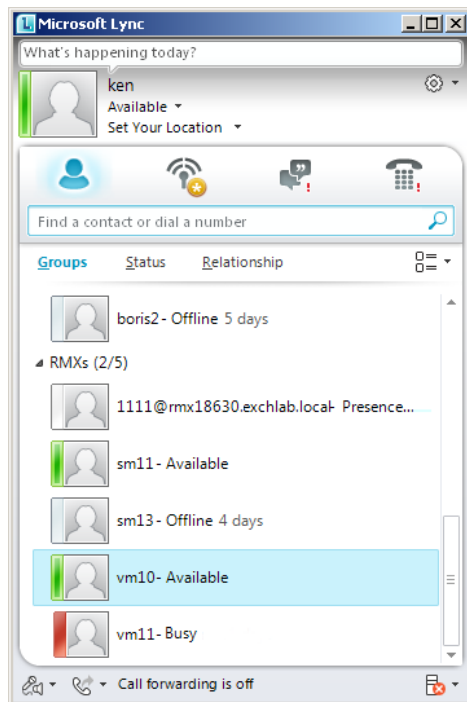 Microsoft Lync
What's happening today?
ken
Available
Set Your Location
Find a contact or dial a number
Groups Status Relationship
boris2 - Offline 5 days
RMXs (2/5)
1111@rmx18630.exchlab.local- Presence...
sm11 - Available
sm13 - Offline 4 days
vm10- Available
vm11- Busy
Call forwarding is off